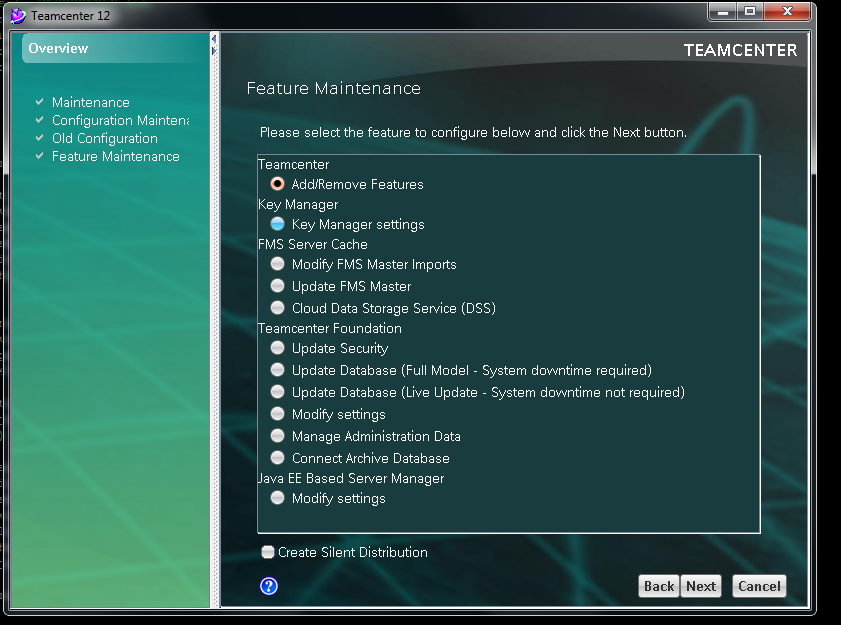 Teamcenter 12
Overview
TEAMCENTER
Maintenance
Configuration Maintena
Old Configuration
Feature Maintenance
Feature Maintenance
Please select the feature to configure below and click the Next button.
Teamcenter
Add/Remove Features
Key Manager
Key Manager settings
FMS Server Cache
Modify FMS Master Imports
Update FMS Master
Cloud Data Storage Service (DSS)
Teamcenter Foundation
Update Security
Update Database (Full Model - System downtime required)
Update Database (Live Update - System downtime not required)
Modify settings
Manage Administration Data
Connect Archive Database
Java EE Based Server Manager
Modify settings
Create Silent Distribution
?
Back Next Cancel